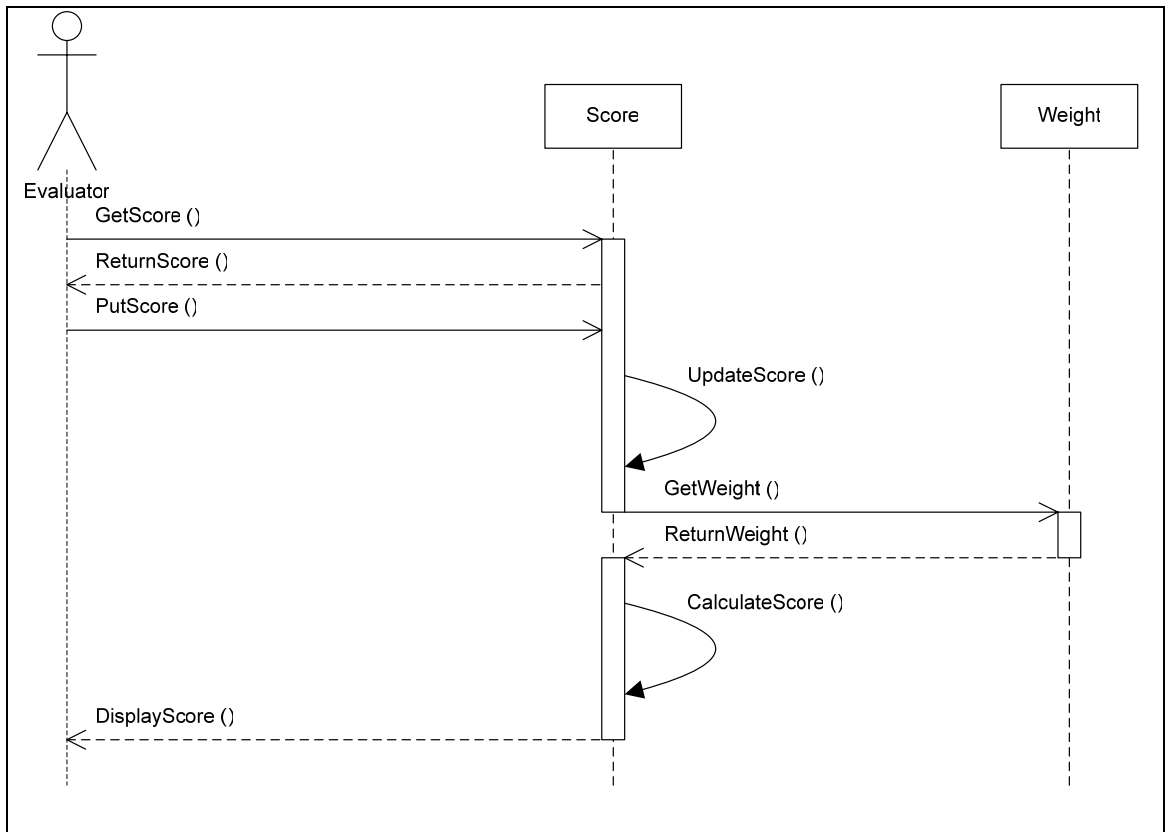 Score
Weight
Evaluator
GetScore ()
ReturnScore ()
PutScore ()
UpdateScore ()
GetWeight ()
ReturnWeight ()
CalculateScore ()
DisplayScore ()